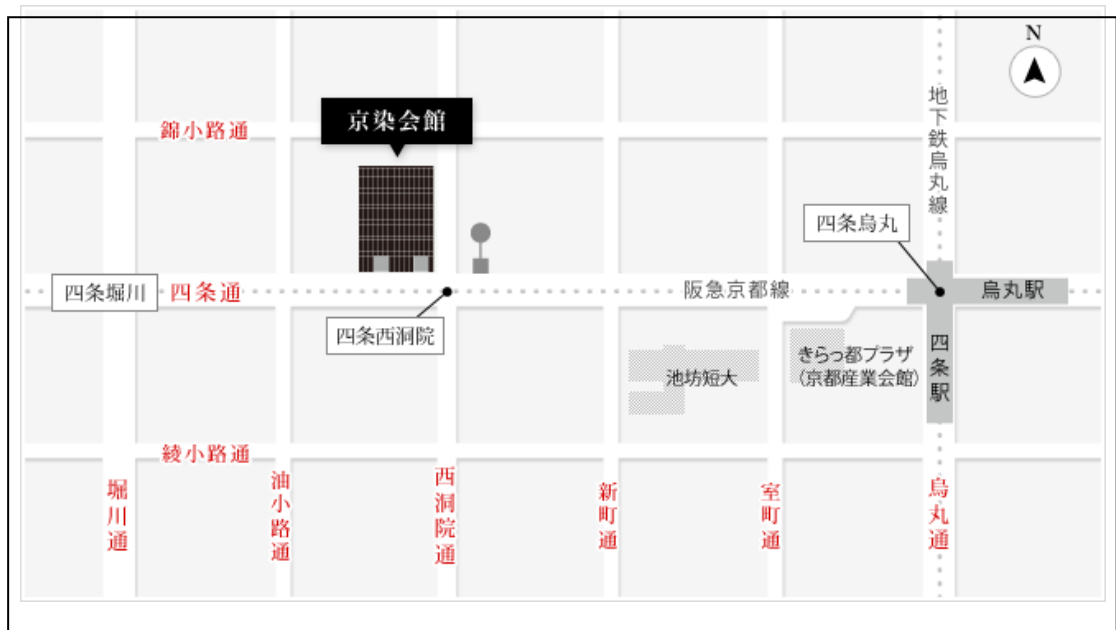 N
京染会館
錦小路通
地下鉄烏丸線
四条烏丸
四条堀川
四条通
阪急京都線
烏丸駅
四条西洞院
四条駅
きらっ都プラザ
(京都産業会館)
池坊短大
綾小路通
堀川通
油小路通
西洞院通
新町通
室町通
烏丸通